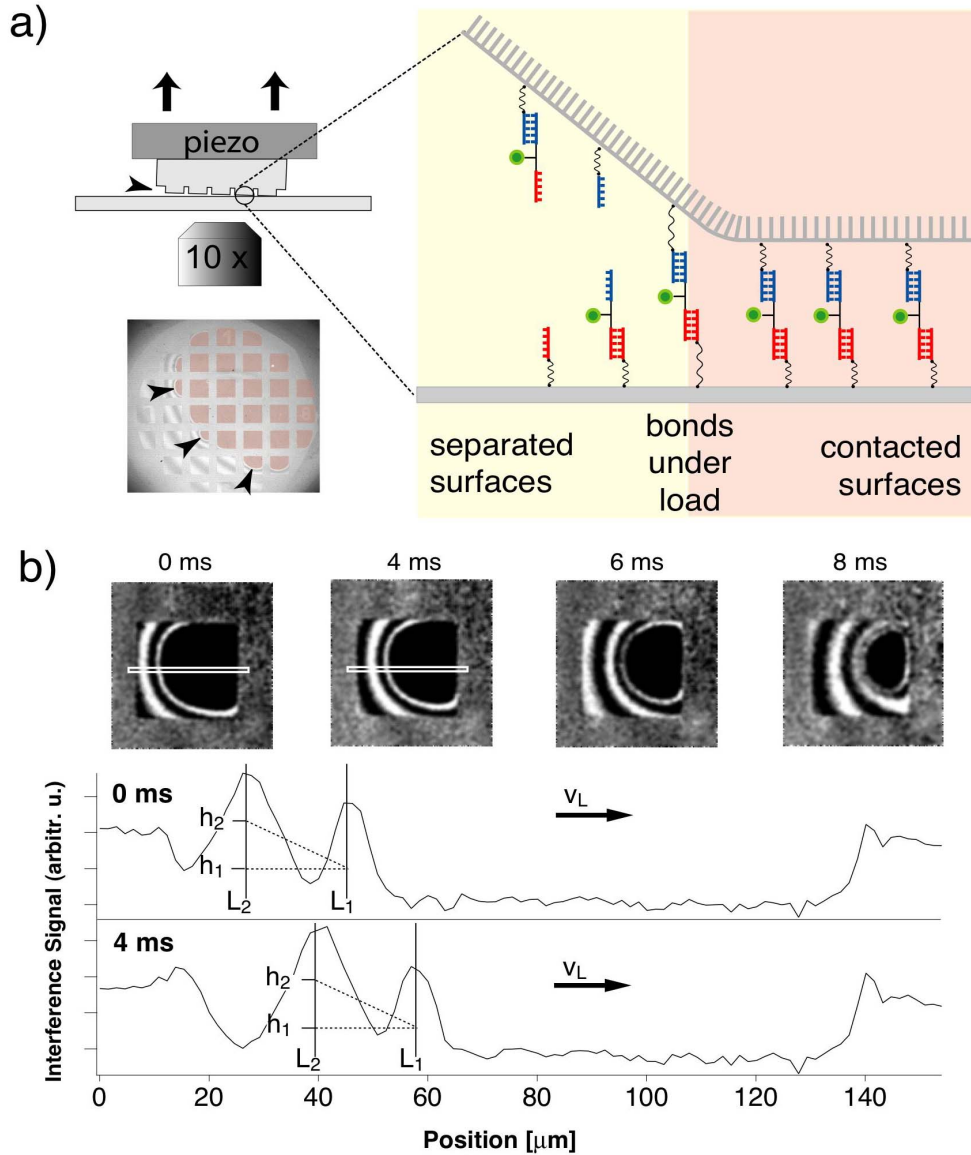 a)
piezo
10 x
separated
surfaces
bonds
under
load
contacted
surfaces
b)
0 ms
4 ms
6 ms
8 ms
Interference Signal (arbitr. u.)
0 ms
h2
h1
L2
L1
vL
4 ms
h2
h1
L2
L1
vL
0
20
40
60
80
100
120
140
Position [μm]